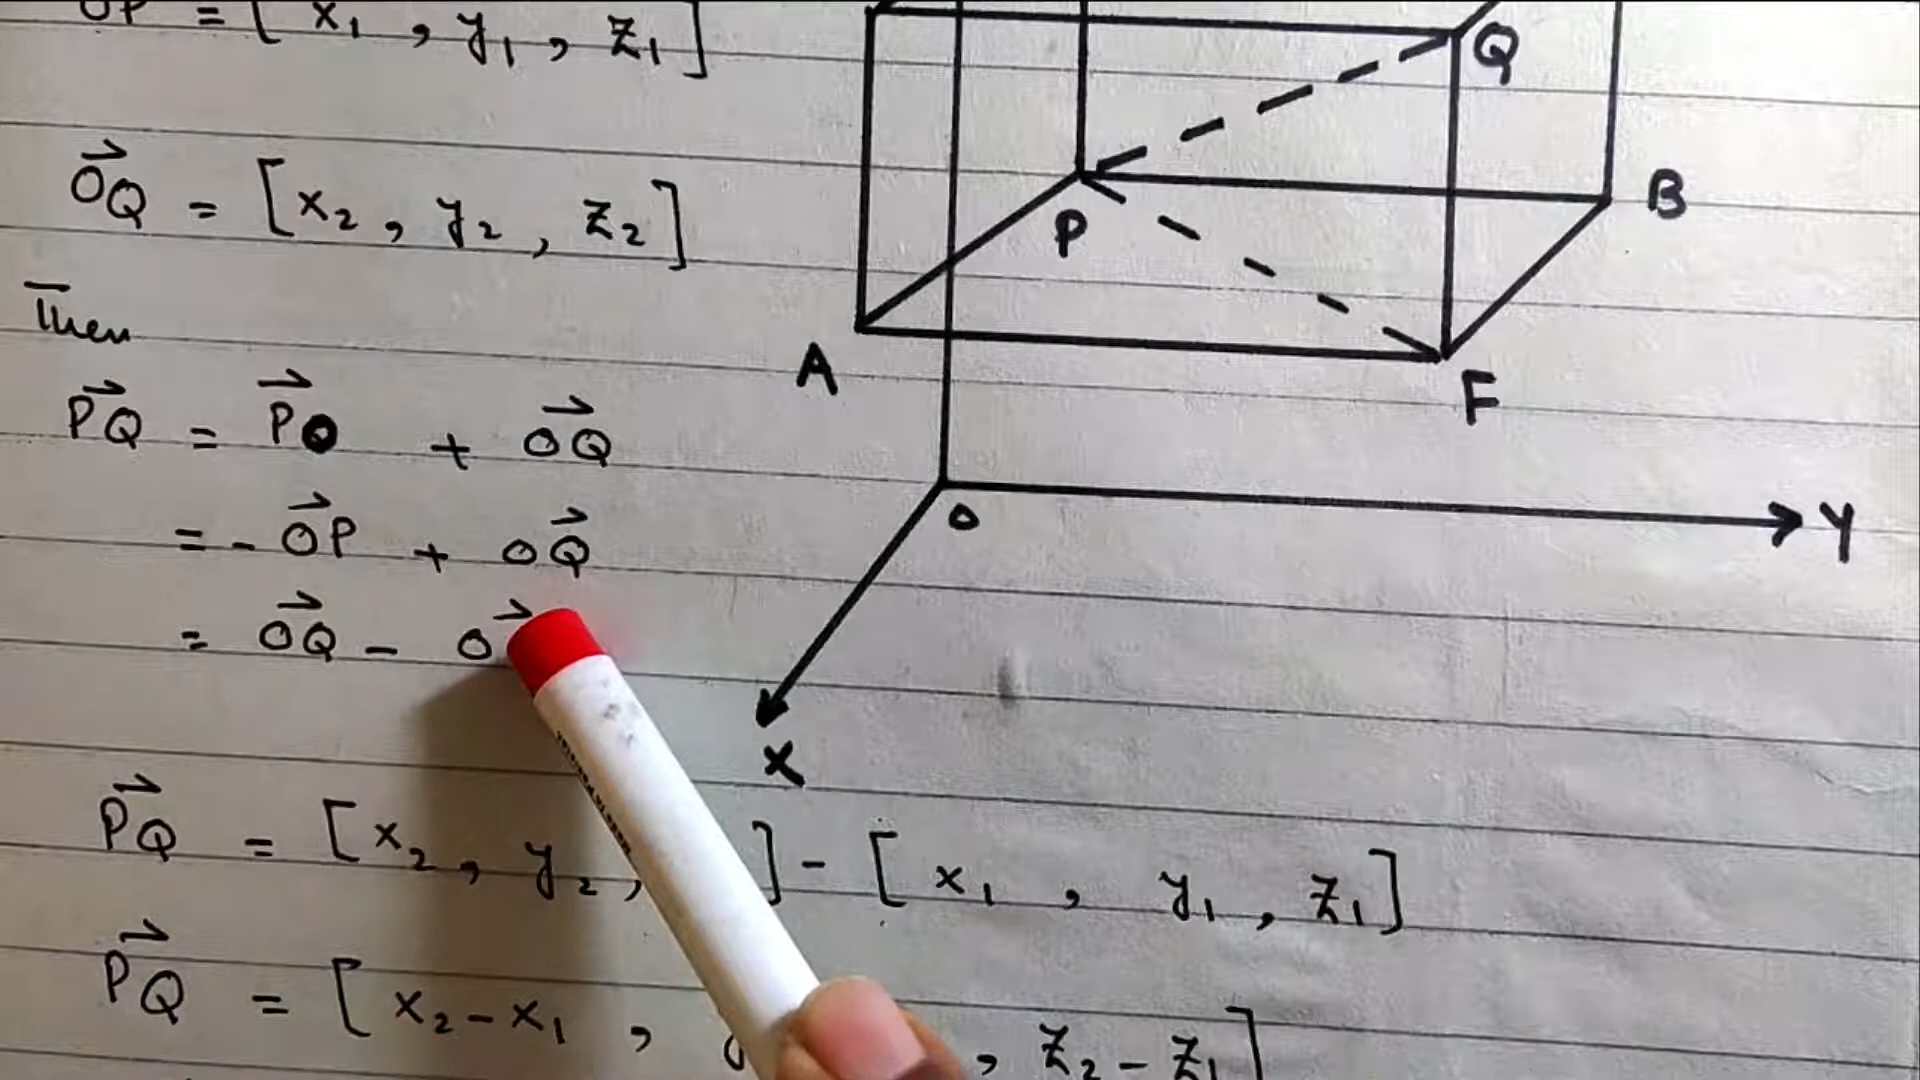 OP = [ x₁ , y₁ , z₁ ]
OQ = [ x₂ , y₂ , z₂ ]
Then
PQ = PO + OQ
= - OP + OQ
= OQ - O
PQ = [ x₂ , y₂ , ] - [ x₁ , y₁ , z₁ ]
PQ = [ x₂ - x₁ , , z₂ - z₁ ]
Q
B
P
A
F
O
Y
X